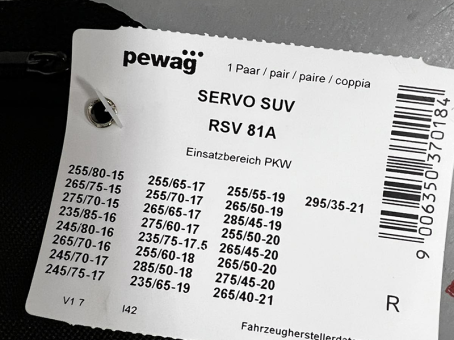 pewag
1 Paar / pair / paire / coppia
SERVO SUV
RSV 81A
Einsatzbereich PKW
255/80-15
265/75-15
275/70-15
235/85-16
245/80-16
265/70-16
245/70-17
245/75-17
255/65-17
255/70-17
265/65-17
275/60-17
235/75-17.5
255/60-18
285/50-18
235/65-19
255/55-19
265/50-19
285/45-19
255/50-20
265/45-20
265/50-20
275/45-20
265/40-21
295/35-21
9 006350 370184
V1 7
I42
R
Fahrzeugherstellerdat